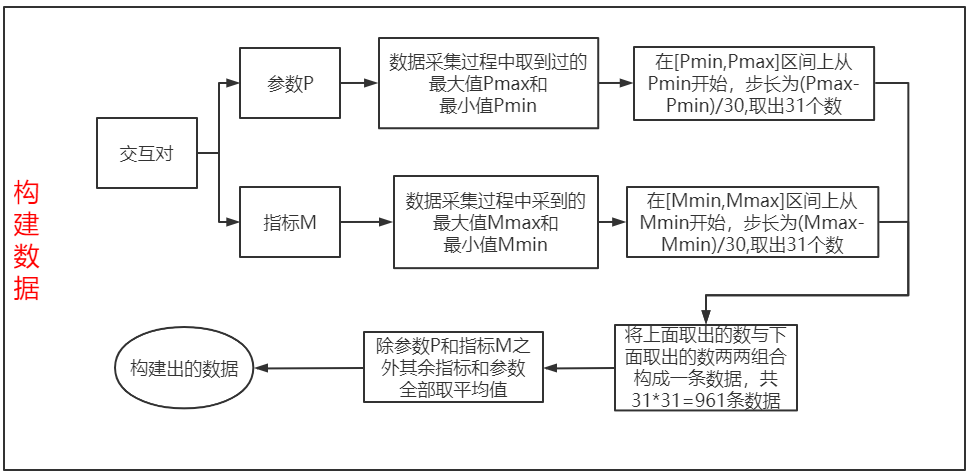 构
建
数
据
交互对
参数P
数据采集过程中取到过的
最大值Pmax和
最小值Pmin
在[Pmin,Pmax]区间上从
Pmin开始，步长为(Pmax-
Pmin)/30,取出31个数
指标M
数据采集过程中采到的
最大值Mmax和
最小值Mmin
在[Mmin,Mmax]区间上从
Mmin开始，步长为(Mmax-
Mmin)/30,取出31个数
将上面取出的数与下
面取出的数两两组合
构成一条数据，共
31*31=961条数据
除参数P和指标M之
外其余指标和参数
全部取平均值
构建出的数据